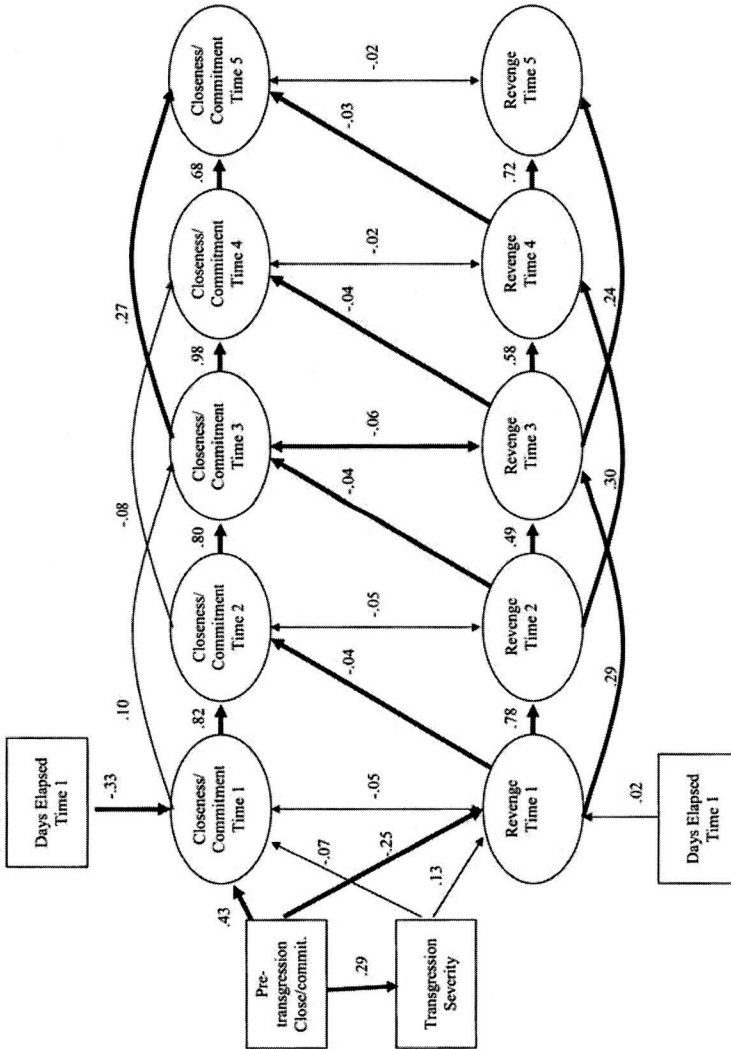 Days Elapsed
Time 1
-.33
.10
-.08
.27
Closeness/
Commitment
Time 1
.82
Closeness/
Commitment
Time 2
.80
Closeness/
Commitment
Time 3
.98
Closeness/
Commitment
Time 4
.68
Closeness/
Commitment
Time 5
.43
Pre-
transgression
Close/commit.
.29
Transgression
Severity
-.07
-.25
.13
-.05
-.04
-.05
-.04
-.06
-.04
-.02
-.03
-.02
Revenge
Time 1
.78
Revenge
Time 2
.49
Revenge
Time 3
.58
Revenge
Time 4
.72
Revenge
Time 5
.29
.30
.24
.02
Days Elapsed
Time 1